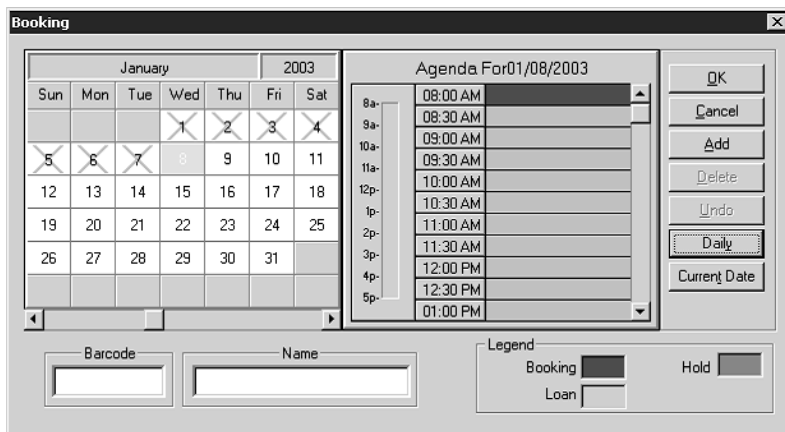 Booking
January 2003
Sun Mon Tue Wed Thu Fri Sat
1 2 3 4
5 6 7 8 9 10 11
12 13 14 15 16 17 18
19 20 21 22 23 24 25
26 27 28 29 30 31
Agenda For01/08/2003
8a-
9a-
10a-
11a-
12p-
1p-
2p-
3p-
4p-
5p-
08:00 AM
08:30 AM
09:00 AM
09:30 AM
10:00 AM
10:30 AM
11:00 AM
11:30 AM
12:00 PM
12:30 PM
01:00 PM
OK
Cancel
Add
Delete
Undo
Daily
Current Date
Barcode
Name
Legend
Booking
Hold
Loan